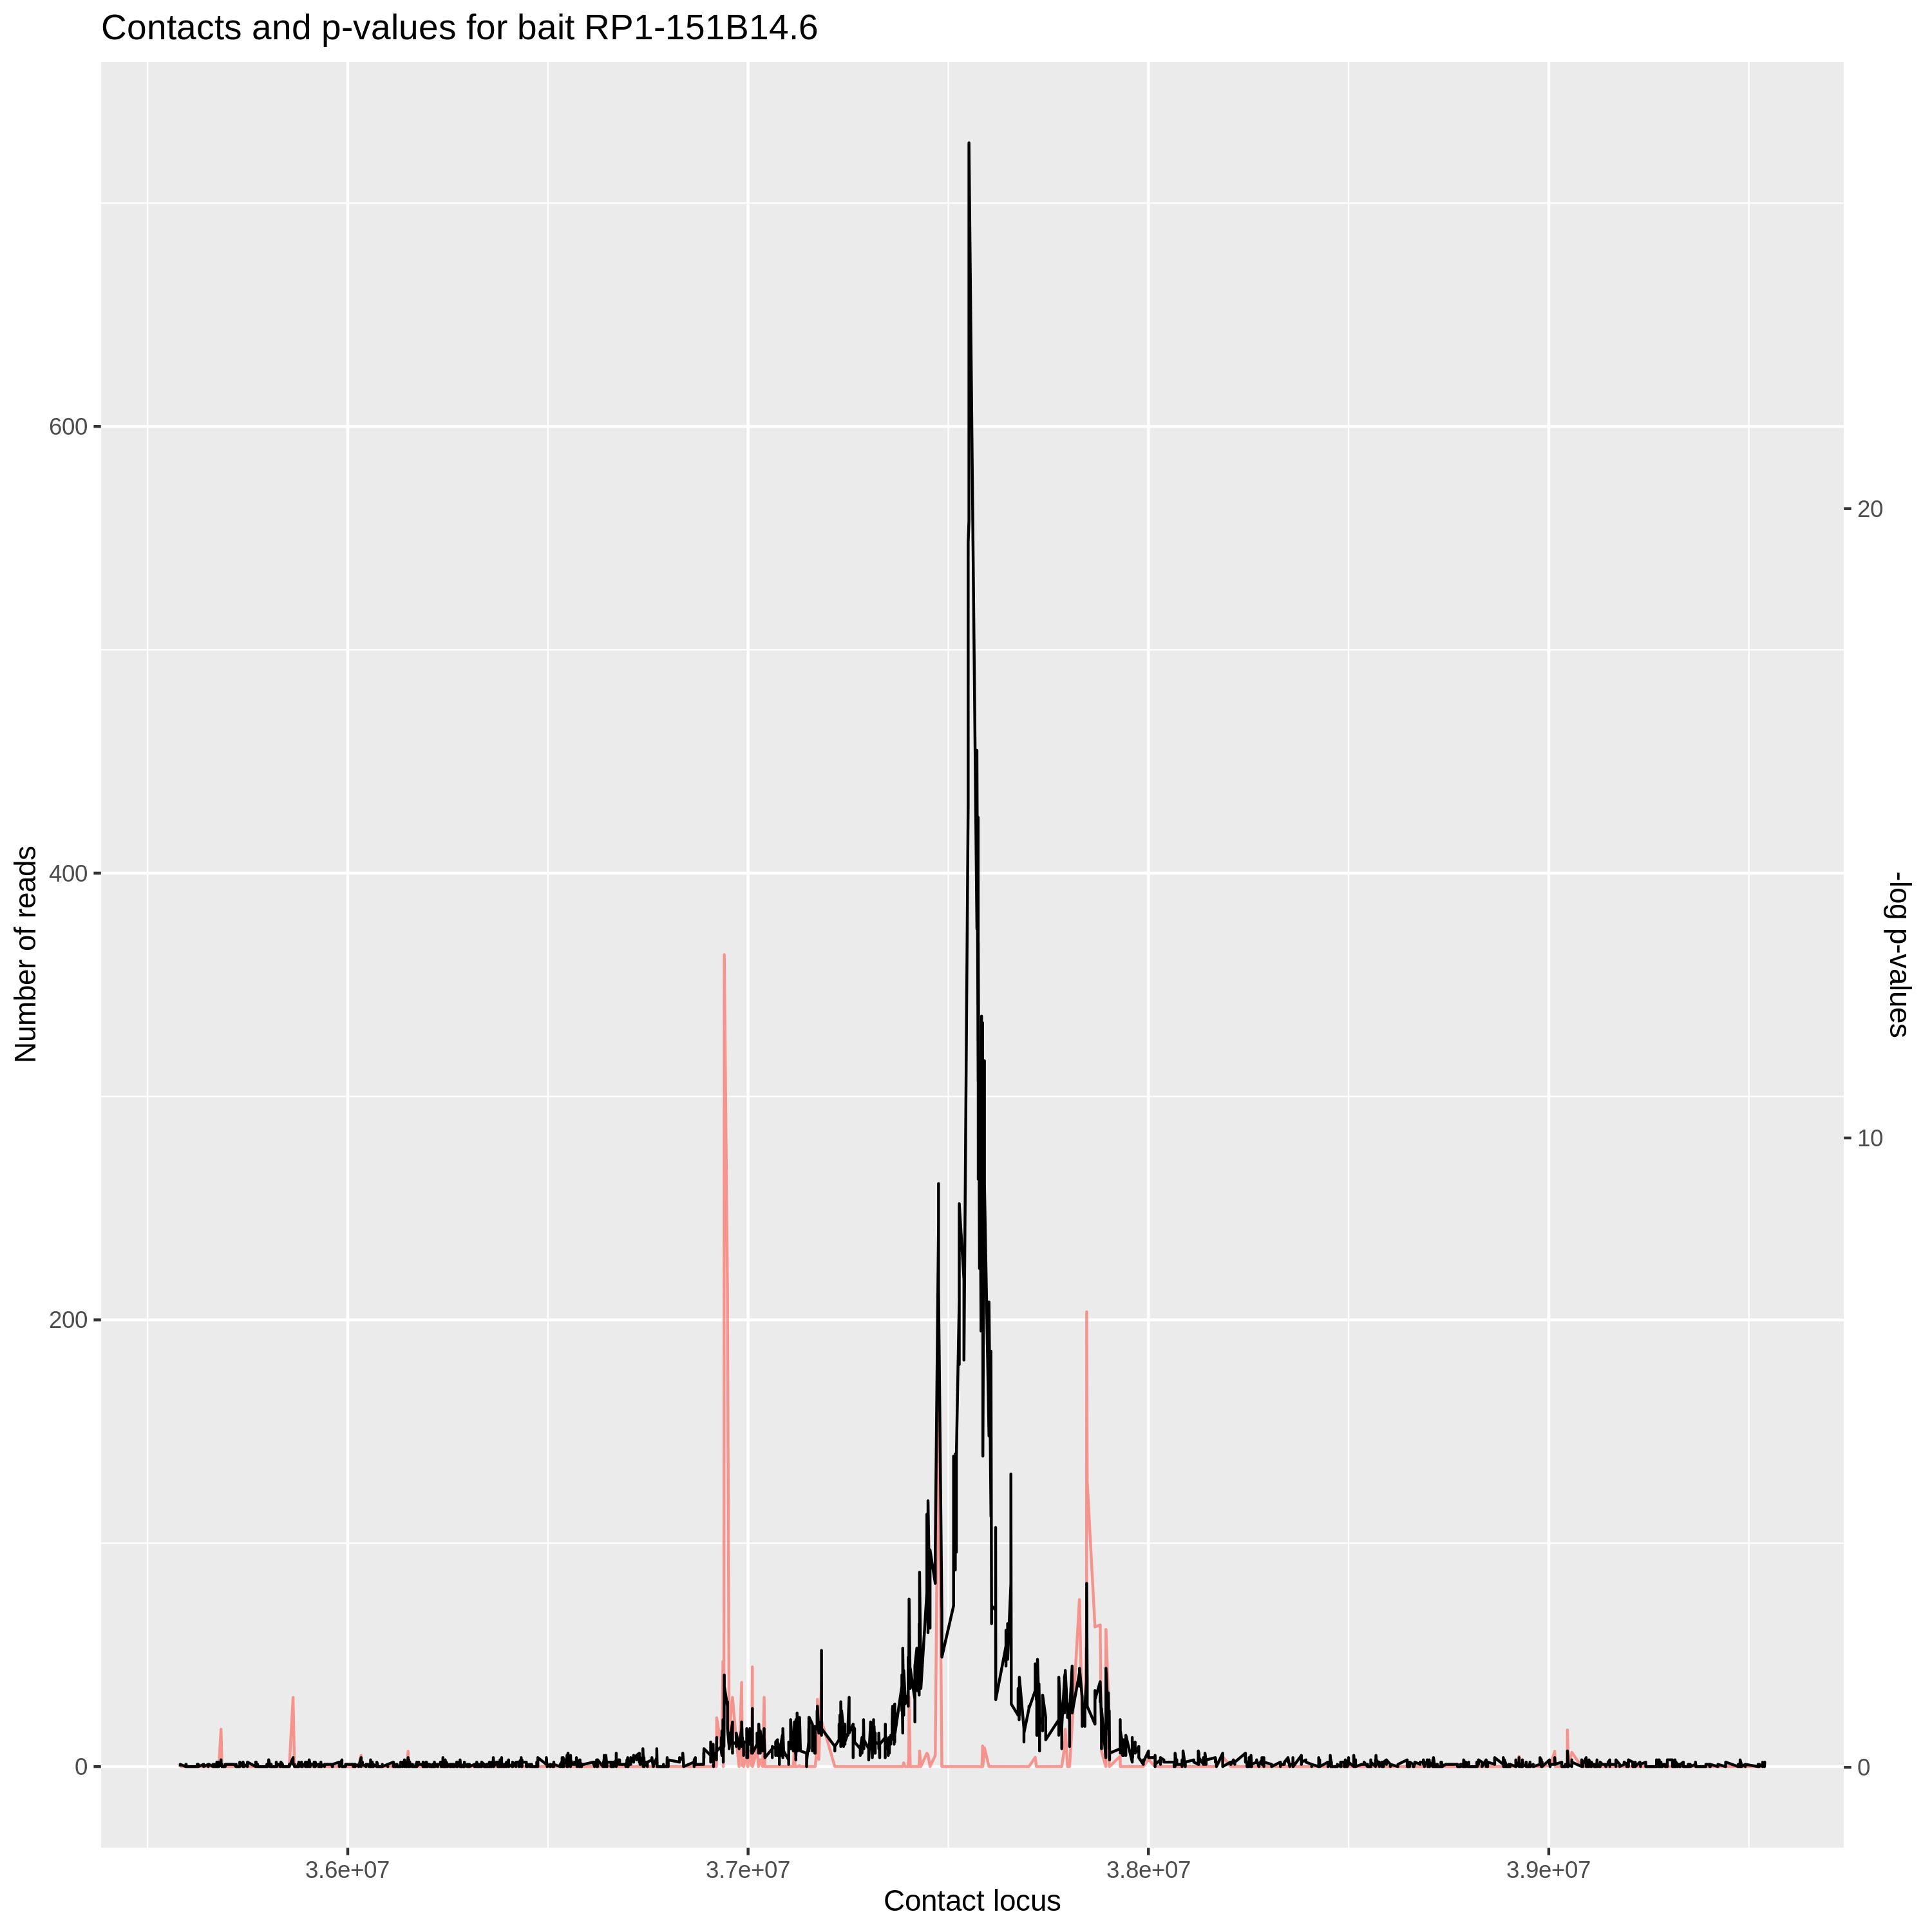 Contacts and p-values for bait RP1-151B14.6
600
400
200
0
20
10
0
Number of reads
-log p-values
3.6e+07
3.7e+07
3.8e+07
3.9e+07
Contact locus